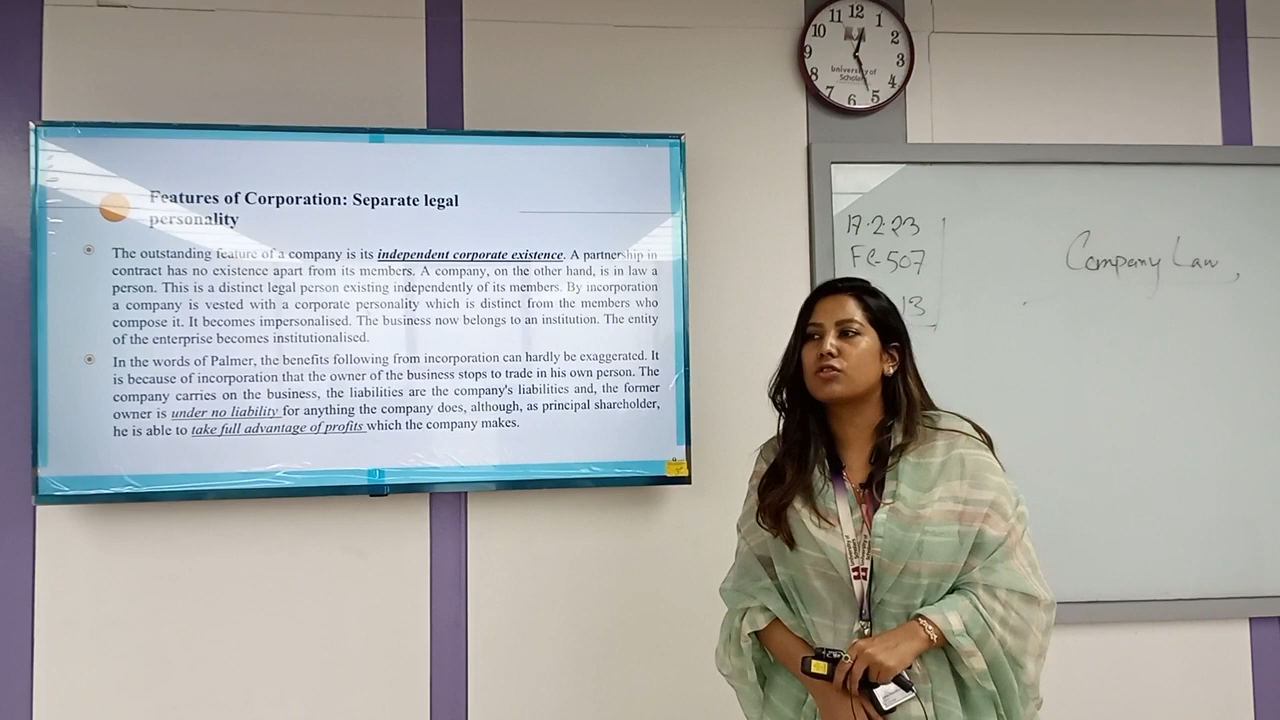 Features of Corporation: Separate legal
personality
The outstanding feature of a company is its independent corporate existence. A partnership in
contract has no existence apart from its members. A company, on the other hand, is in law a
person. This is a distinct legal person existing independently of its members. By incorporation
a company is vested with a corporate personality which is distinct from the members who
compose it. It becomes impersonalised. The business now belongs to an institution. The entity
of the enterprise becomes institutionalised.
In the words of Palmer, the benefits following from incorporation can hardly be exaggerated. It
is because of incorporation that the owner of the business stops to trade in his own person. The
company carries on the business, the liabilities are the company's liabilities and, the former
owner is under no liability for anything the company does, although, as principal shareholder,
he is able to take full advantage of profits which the company makes.
12
11 1
10 2
9 3
8 4
7 5
6
University of
Scholars
17.2.23
FC-507
13
Company Law
University of
Scholars